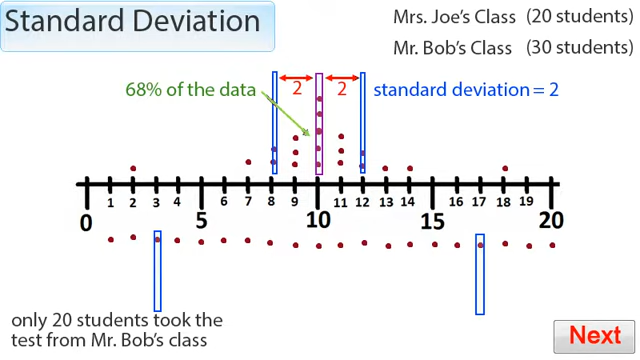 Standard Deviation
Mrs. Joe's Class (20 students)
Mr. Bob's Class (30 students)
68% of the data
2
2
standard deviation = 2
1 2 3 4 6 7 8 9 11 12 13 14 16 17 18 19
0 5 10 15 20
only 20 students took the
test from Mr. Bob's class
Next